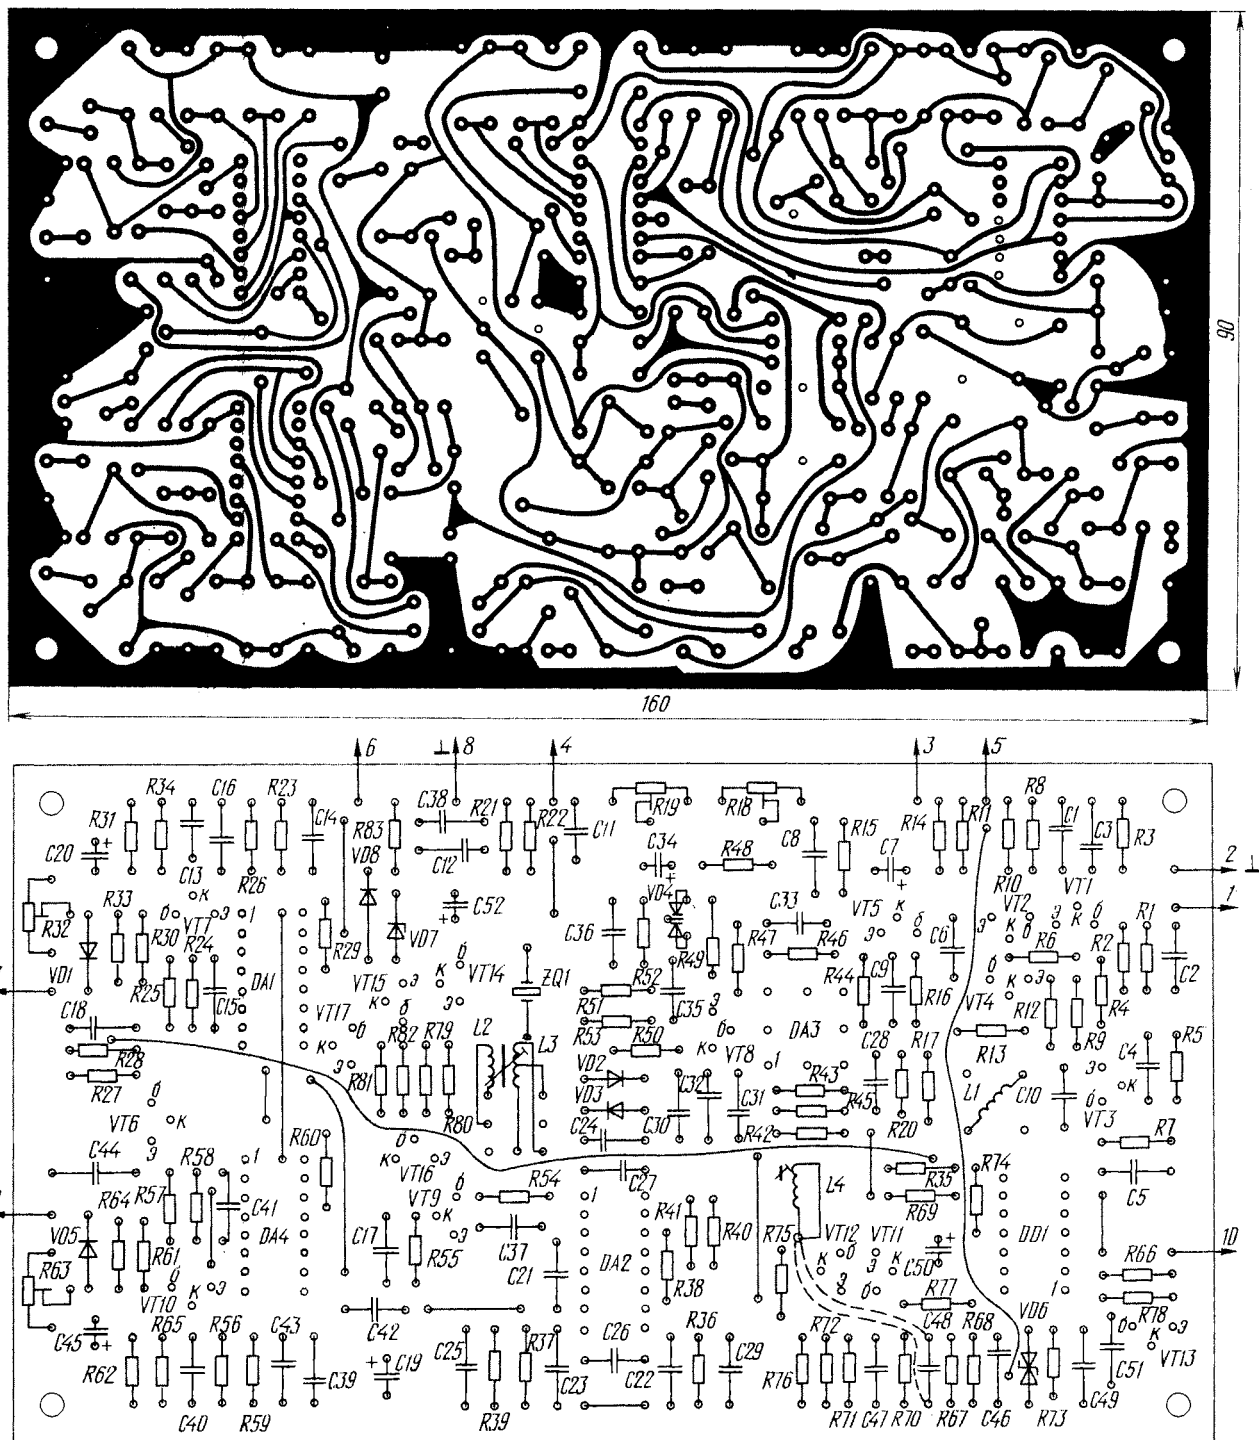 90
160
6 ⊥ 8 4 3 5
R34 C16 R23 C38 R21 R19 R18 R8
R31 C14 R83 R22 C11 C8 R15 R14 R11 C1 C3 R3
C20 VD8 C12 C34 R48 C7 2 ⊥
C13 R26 R10 VT1
R33 к VD4 C33 VT5 к VT2 1
R32 б VT7 э 1 C52 б к б
R30 R24 R29 VD7 C36 R47 R46 э C6 э R6 R2 R1
VD1 R25 C15 DA1 VT15 к VT14 ZQ1 R52 R49 R44 C9 R16 VT4 э C2
C18 VT17 к э э R51 C35 э к R12 R4
б б R82 R79 L2 L3 R53 R50 б DA3 C28 R17 R13 R9 C4 R5
R28 к VD2 к VT8 1
R27 б э R81 VD3 C32 R43 L1 C10 б к
VT6 к R80 C24 C30 C31 R45 R20 VT3
э R60 R42 R7
C44 R58 1 к VT16 э R54 C27 R35 R74
R64 R57 C41 VT9 б 1 L4 R69 C5
VD5 DA4 C17 к C37 R41 R40 R75 VT12 VT11 DD1 10
R63 R61 R55 э C21 DA2 R38 к б э к C50 R66
б э э б R77 1
VT10 к R78
C45 R65 R56 C43 C42 C25 R37 C26 R36 R72 C48 R68 VD6 б э
R62 C39 C19 C22 C29 R76 C51 к VT13
C40 R59 R39 C23 R71 C47 R70 R67 C46 R73 C49